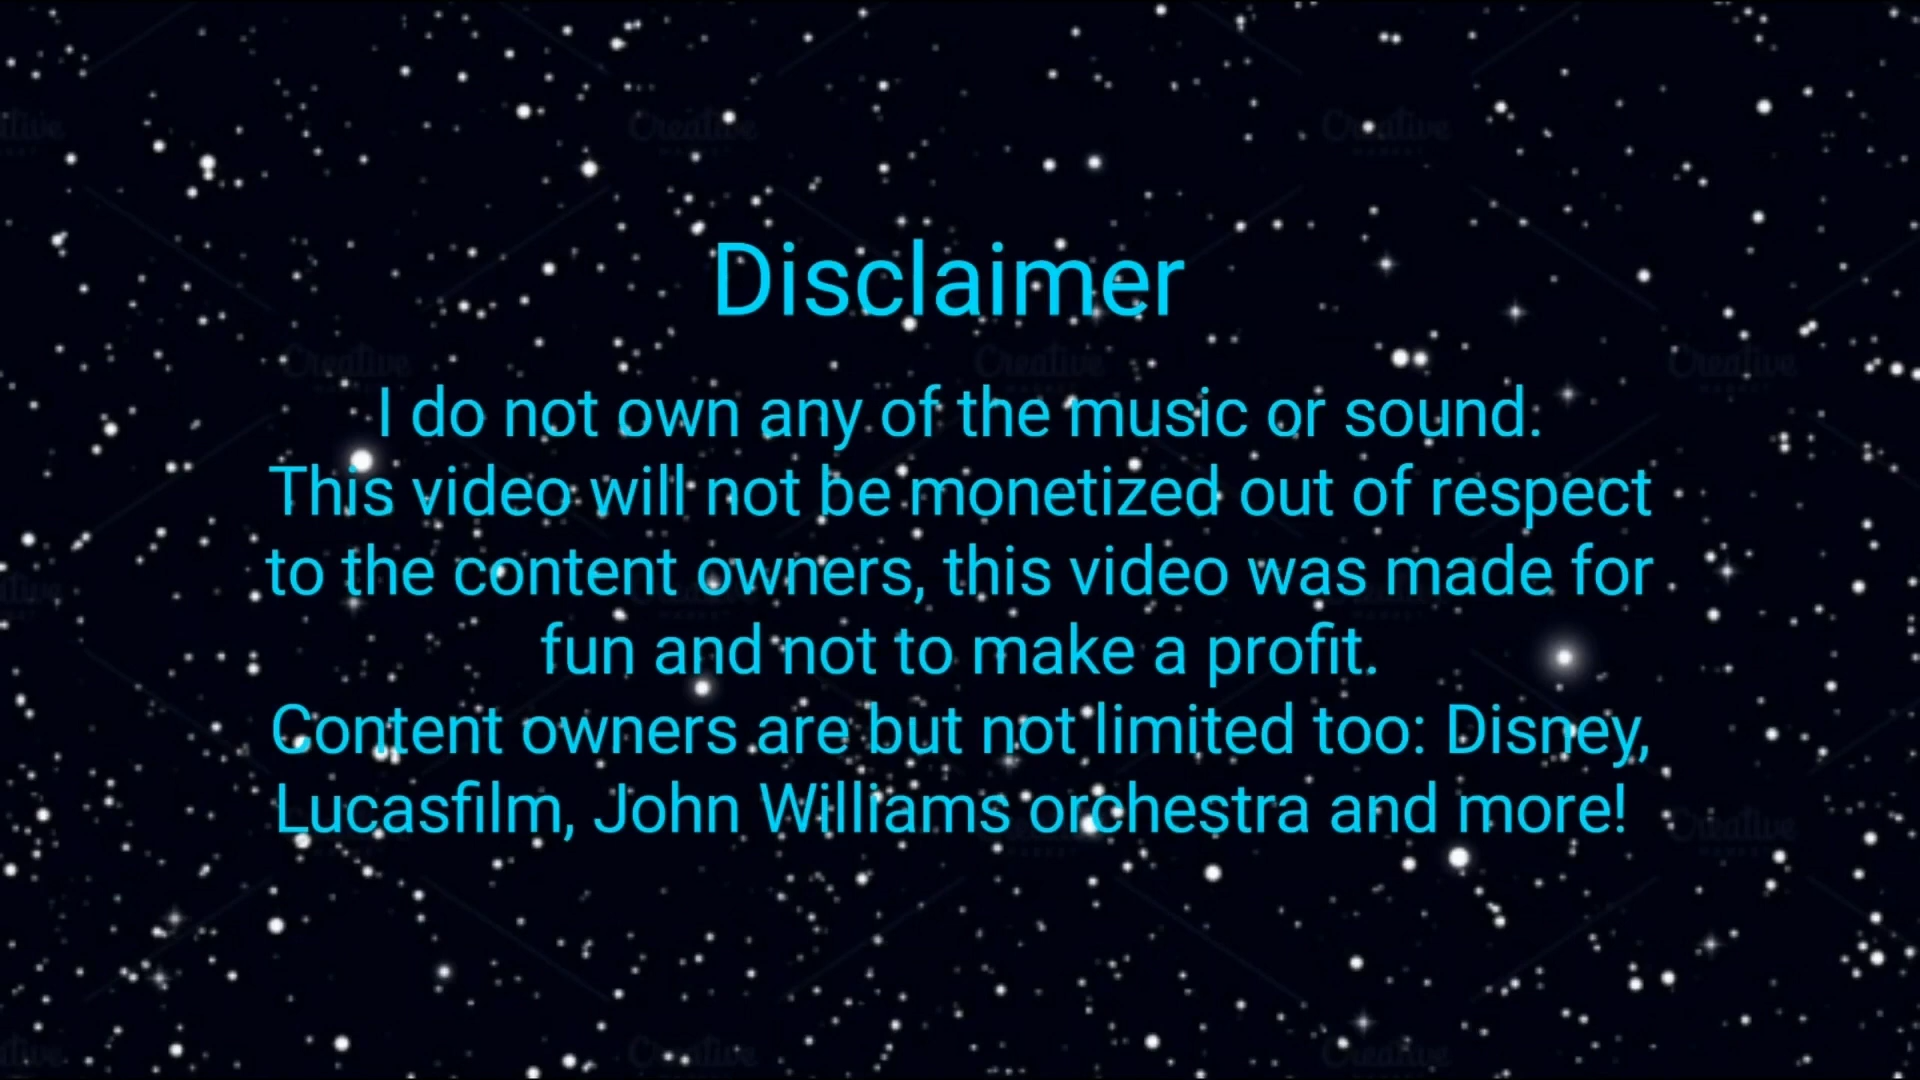 Disclaimer
I do not own any of the music or sound.
This video will not be monetized out of respect
to the content owners, this video was made for
fun and not to make a profit.
Content owners are but not limited too: Disney,
Lucasfilm, John Williams orchestra and more!
Creative
MARKET